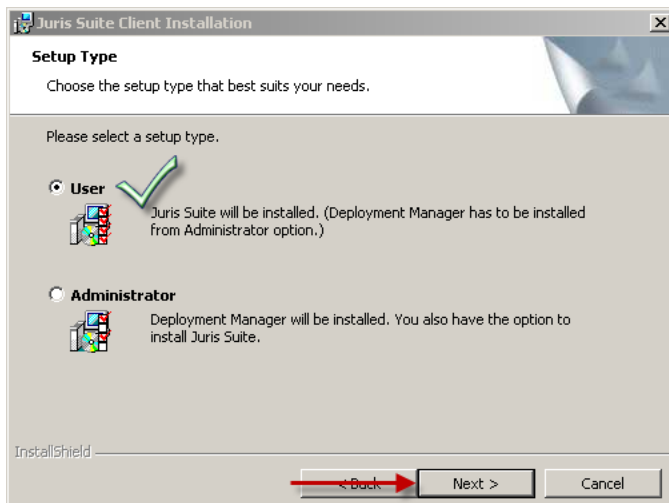 Juris Suite Client Installation
Setup Type
Choose the setup type that best suits your needs.
Please select a setup type.
User
Juris Suite will be installed. (Deployment Manager has to be installed
from Administrator option.)
Administrator
Deployment Manager will be installed. You also have the option to
install Juris Suite.
InstallShield
< Back
Next >
Cancel